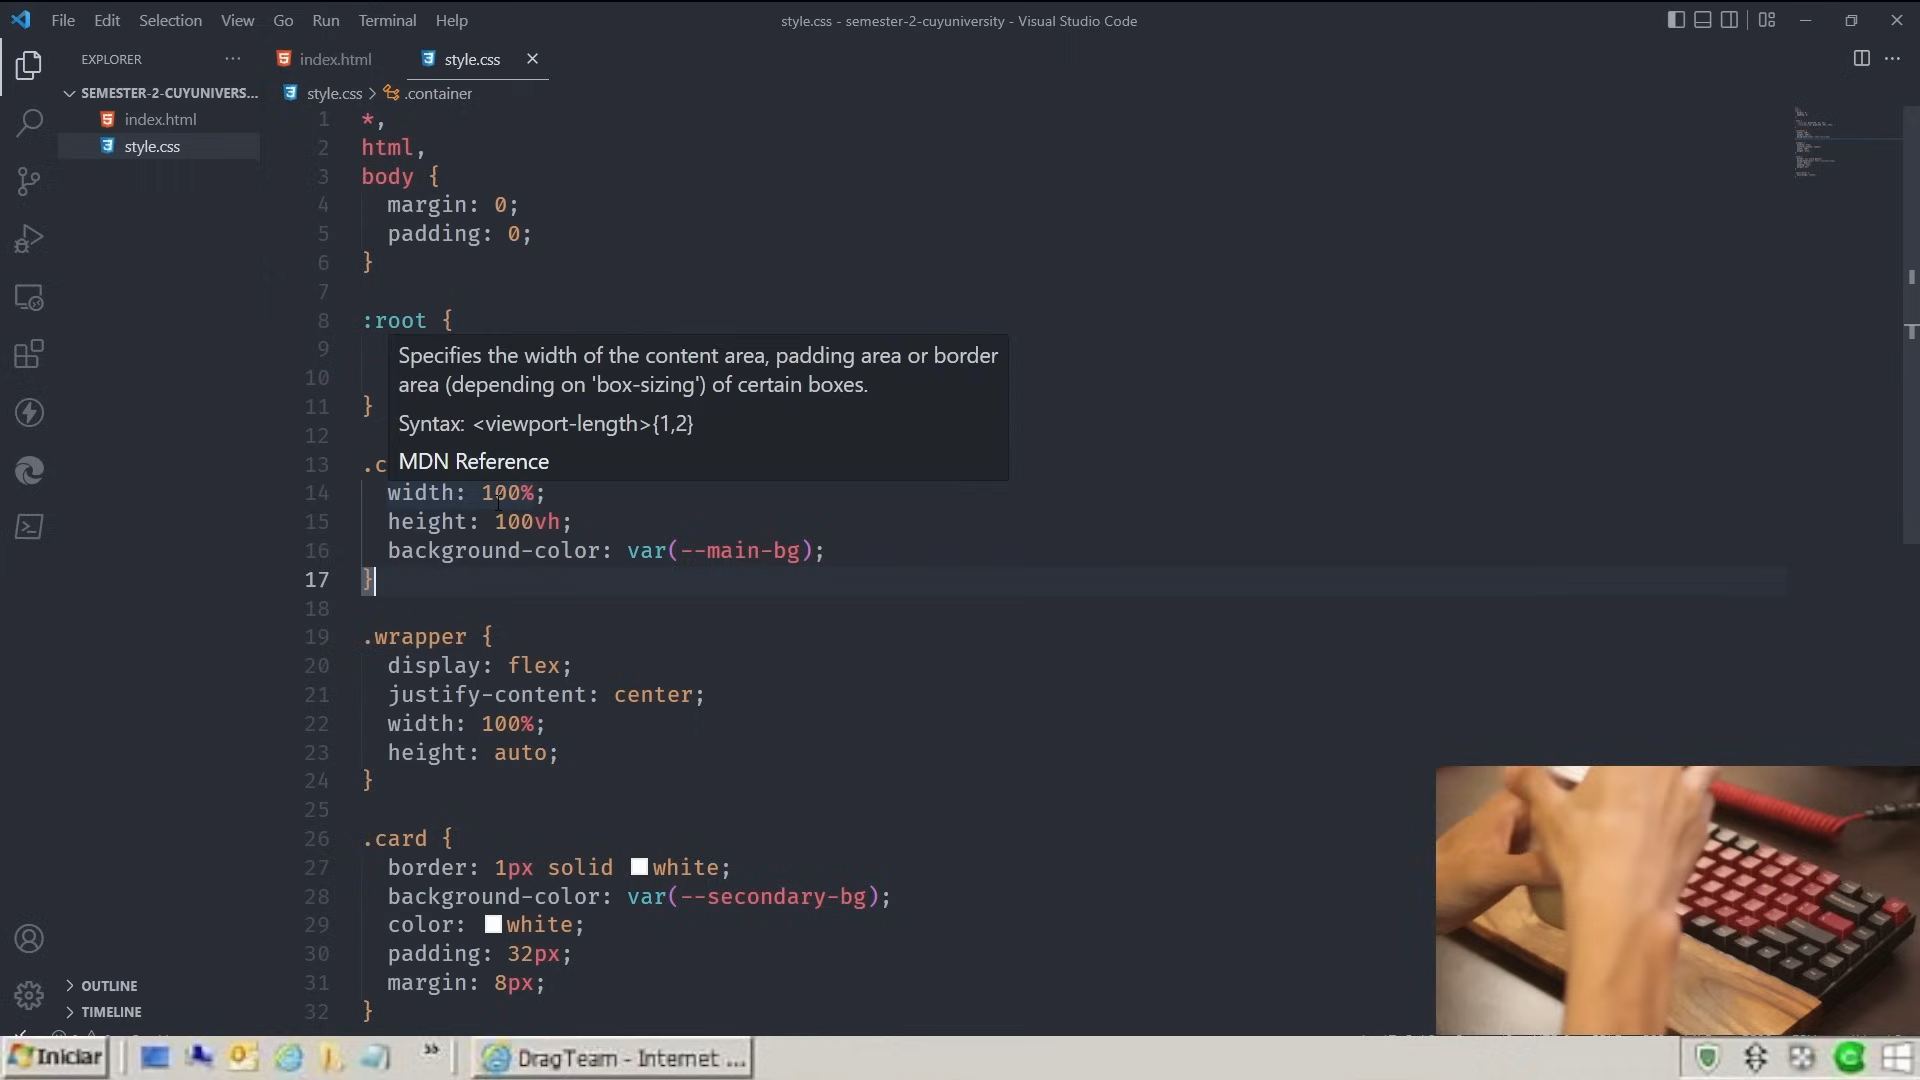 File Edit Selection View Go Run Terminal Help
style.css - semester-2-cuyuniversity - Visual Studio Code
EXPLORER
index.html
style.css
SEMESTER-2-CUYUNIVERS...
style.css > .container
index.html
style.css
1 *,
2 html,
3 body {
4 margin: 0;
5 padding: 0;
6 }
7
8 :root {
9
10
11 }
12
13 .c
Specifies the width of the content area, padding area or border
area (depending on 'box-sizing') of certain boxes.
Syntax: <viewport-length>{1,2}
MDN Reference
14 width: 100%;
15 height: 100vh;
16 background-color: var(--main-bg);
17 }
18
19 .wrapper {
20 display: flex;
21 justify-content: center;
22 width: 100%;
23 height: auto;
24 }
25
26 .card {
27 border: 1px solid white;
28 background-color: var(--secondary-bg);
29 color: white;
30 padding: 32px;
31 margin: 8px;
32 }
OUTLINE
TIMELINE
Iniciar
DragTeam - Internet ...